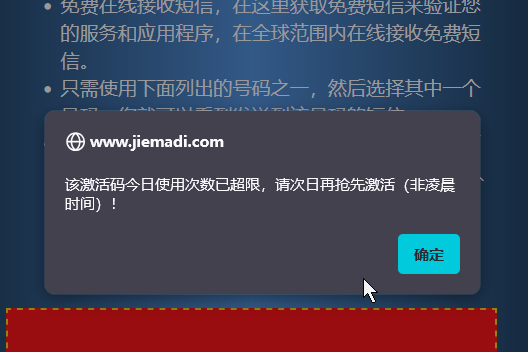 免费在线接收短信，在这里获取免费短信来验证您
的服务和应用程序，在全球范围内在线接收免费短
信。
只需使用下面列出的号码之一，然后选择其中一个
www.jiemadi.com
该激活码今日使用次数已超限，请次日再抢先激活（非凌晨
时间）！
确定